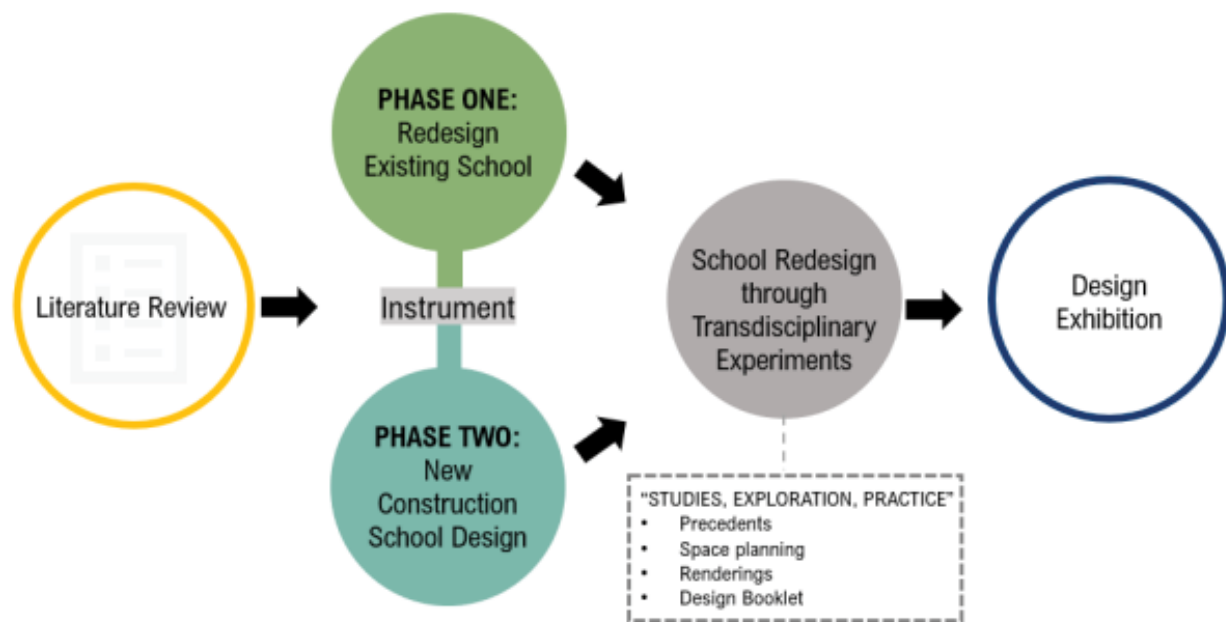 Literature Review
PHASE ONE:
Redesign
Existing School
Instrument
PHASE TWO:
New
Construction
School Design
School Redesign
through
Transdisciplinary
Experiments
"STUDIES, EXPLORATION, PRACTICE"
• Precedents
• Space planning
• Renderings
• Design Booklet
Design
Exhibition